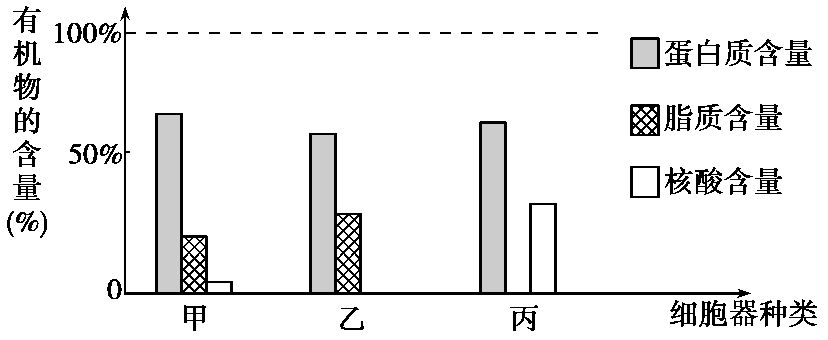 有机物的含量(%)
100%
50%
0
甲
乙
丙
细胞器种类
蛋白质含量
脂质含量
核酸含量